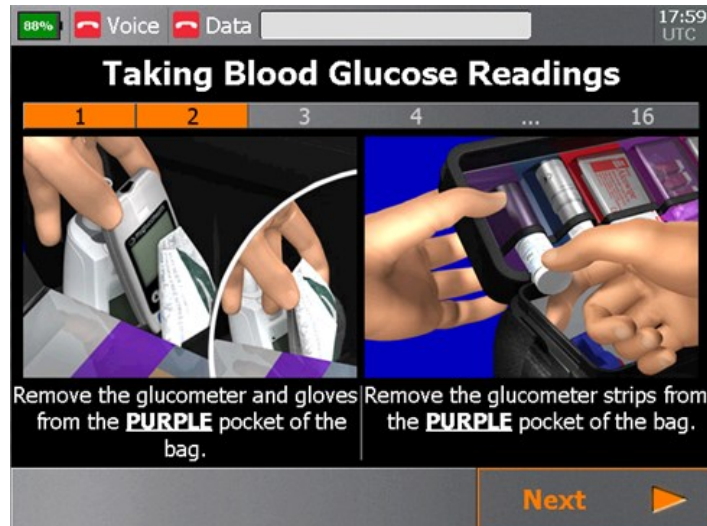 88% Voice Data 17:59
UTC
Taking Blood Glucose Readings
1 2 3 4 ... 16
Remove the glucometer and gloves
from the PURPLE pocket of the
bag.
Remove the glucometer strips from
the PURPLE pocket of the bag.
Next